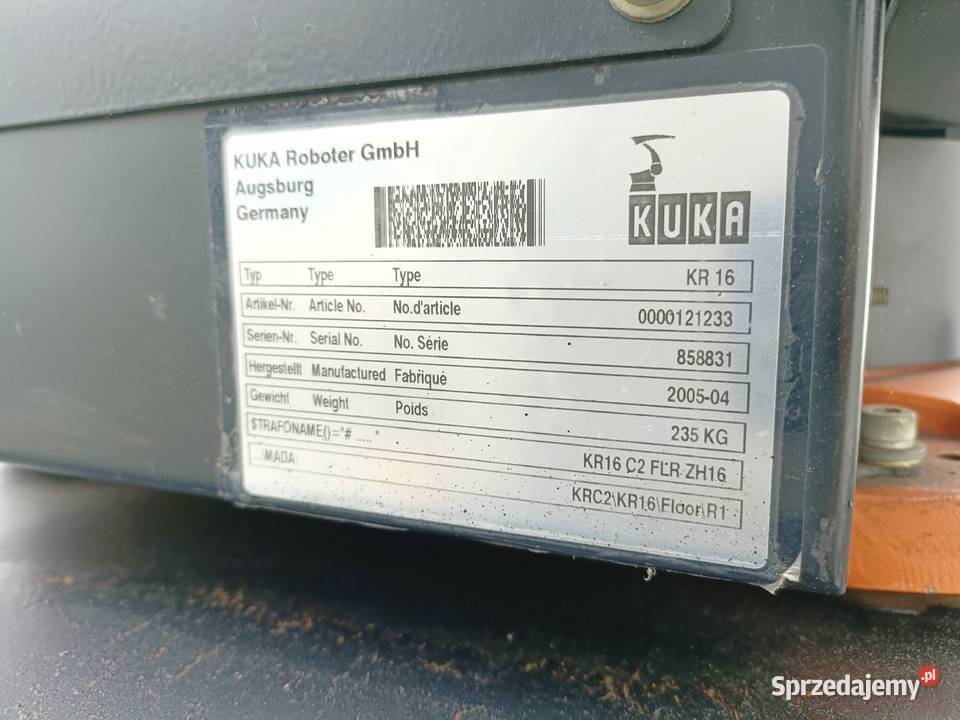 KUKA Roboter GmbH
Augsburg
Germany
KUKA
Typ Type Type KR 16
Artikel-Nr. Article No. No.d'article 0000121233
Serien-Nr. Serial No. No. Série 858831
Hergestellt Manufactured Fabriqué 2005-04
Gewicht Weight Poids 235 KG
$TRAFONAME()="# ..... " KR16 C2 FLR ZH16
...\MADA\ KRC2\KR16\Floor\R1
Sprzedajemy.pl